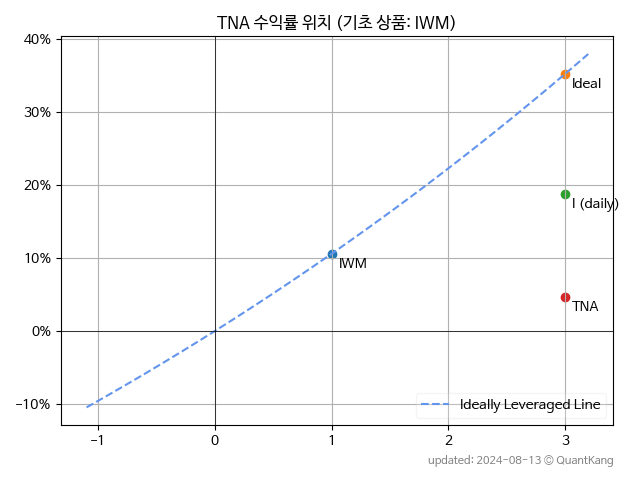 TNA 수익률 위치 (기초 상품: IWM)
40%
Ideal
30%
20%
I (daily)
10%
IWM
TNA
0%
−10%
Ideally Leveraged Line
−1
0
1
2
3
updated: 2024-08-13 © QuantKang